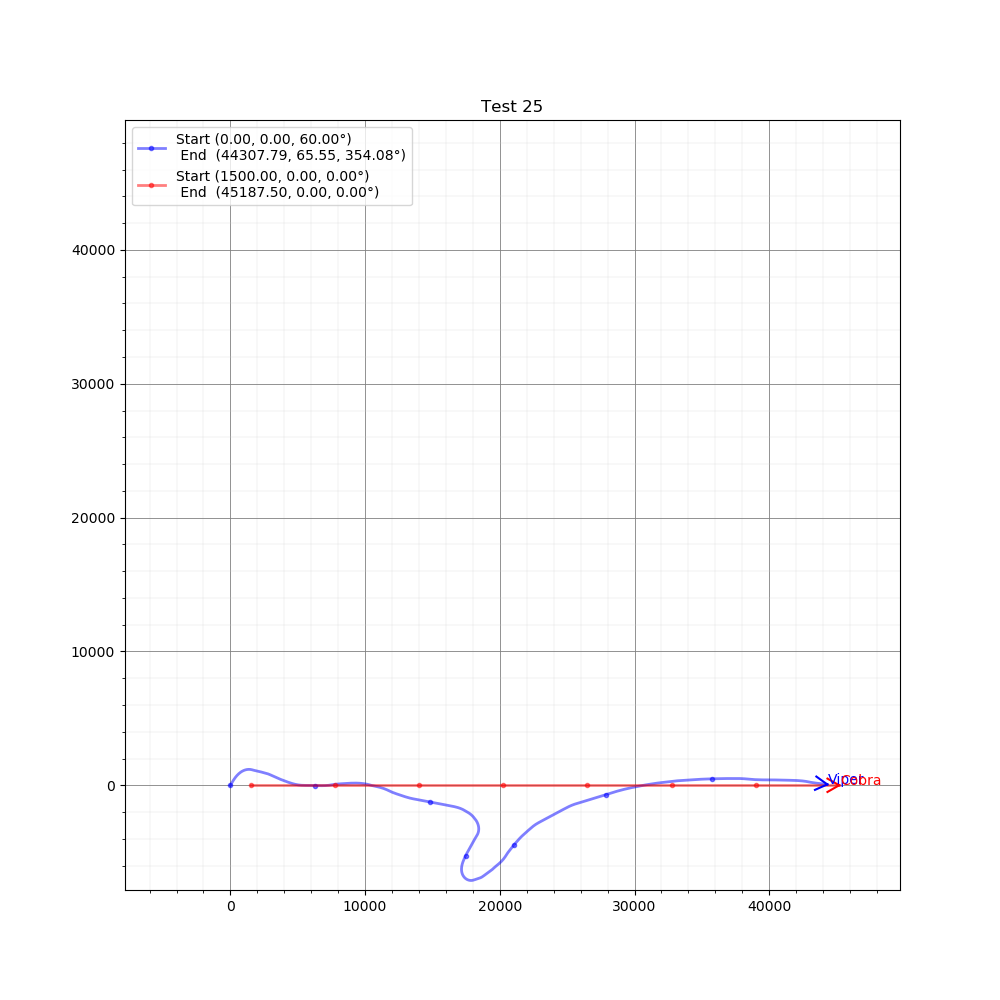 Test 25
Start (0.00, 0.00, 60.00°)
End  (44307.79, 65.55, 354.08°)
Start (1500.00, 0.00, 0.00°)
End  (45187.50, 0.00, 0.00°)
40000
30000
20000
10000
0
Viper
Cobra
0
10000
20000
30000
40000